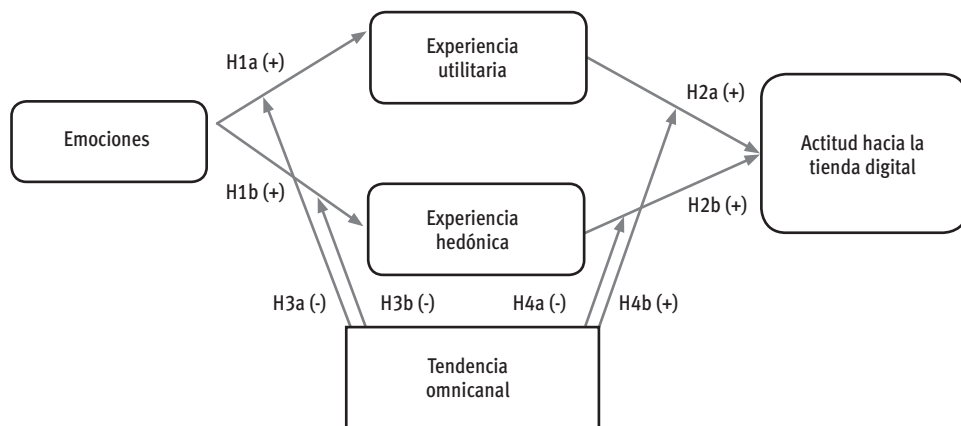 Experiencia
utilitaria
H1a (+)
H2a (+)
Emociones
Actitud hacia la
tienda digital
H1b (+)
Experiencia
hedónica
H2b (+)
H3a (-)
H3b (-)
H4a (-)
H4b (+)
Tendencia
omnicanal